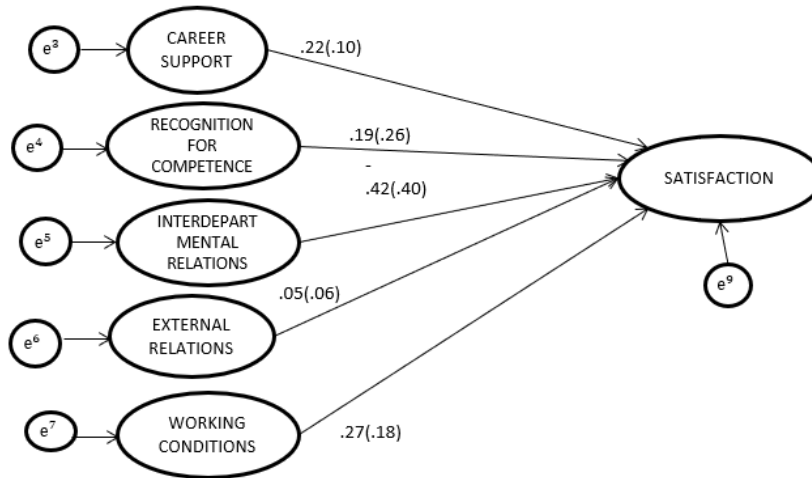 e³
CAREER
SUPPORT
.22(.10)
e⁴
RECOGNITION
FOR
COMPETENCE
.19(.26)
-
.42(.40)
SATISFACTION
e⁵
INTERDEPART
MENTAL
RELATIONS
e⁹
.05(.06)
e⁶
EXTERNAL
RELATIONS
e⁷
WORKING
CONDITIONS
.27(.18)